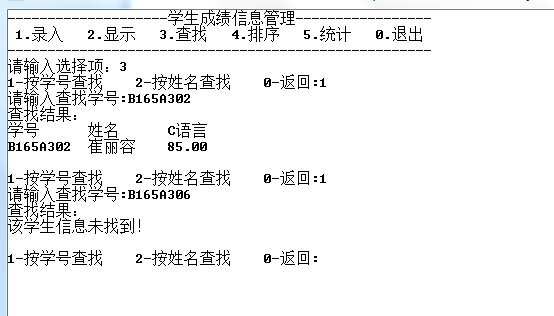 --------------------学生成绩信息管理-----------------
1.录入 2.显示 3.查找 4.排序 5.统计 0.退出
-----------------------------------------------------
请输入选择项：3
1-按学号查找 2-按姓名查找 0-返回:1
请输入查找学号:B165A302
查找结果：
学号 姓名 C语言
B165A302 崔丽容 85.00
1-按学号查找 2-按姓名查找 0-返回:1
请输入查找学号:B165A306
查找结果：
该学生信息未找到!
1-按学号查找 2-按姓名查找 0-返回: